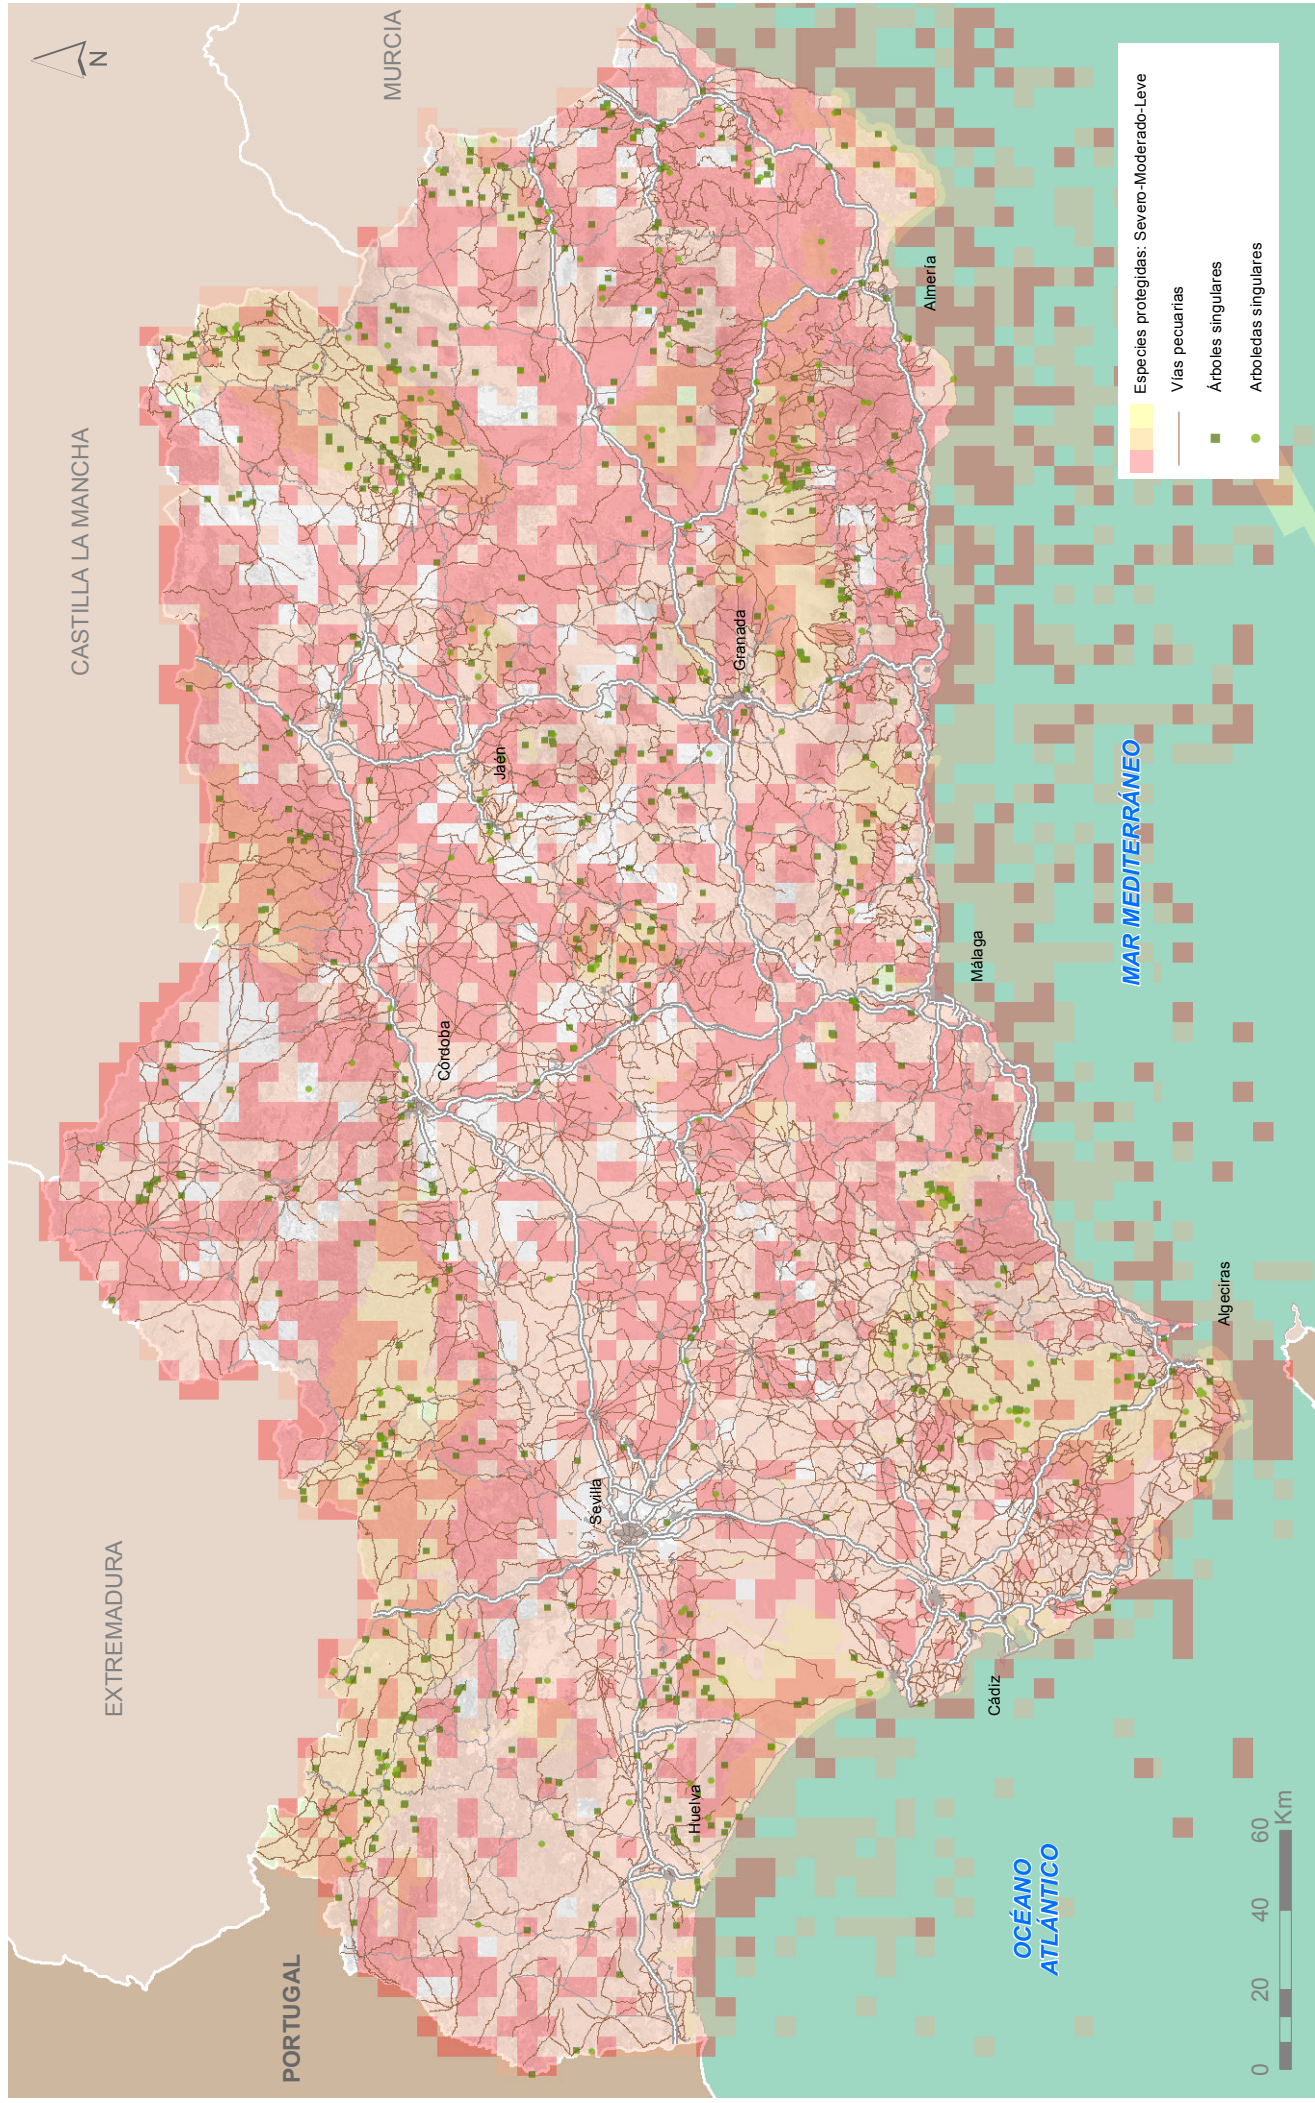 N
MURCIA
CASTILLA LA MANCHA
EXTREMADURA
PORTUGAL
Almería
Granada
Jaén
Málaga
Córdoba
Algeciras
Sevilla
Cádiz
Huelva
MAR MEDITERRÁNEO
OCÉANO
ATLÁNTICO
Especies protegidas: Severo-Moderado-Leve
Vías pecuarias
Árboles singulares
Arboledas singulares
0 20 40 60
Km